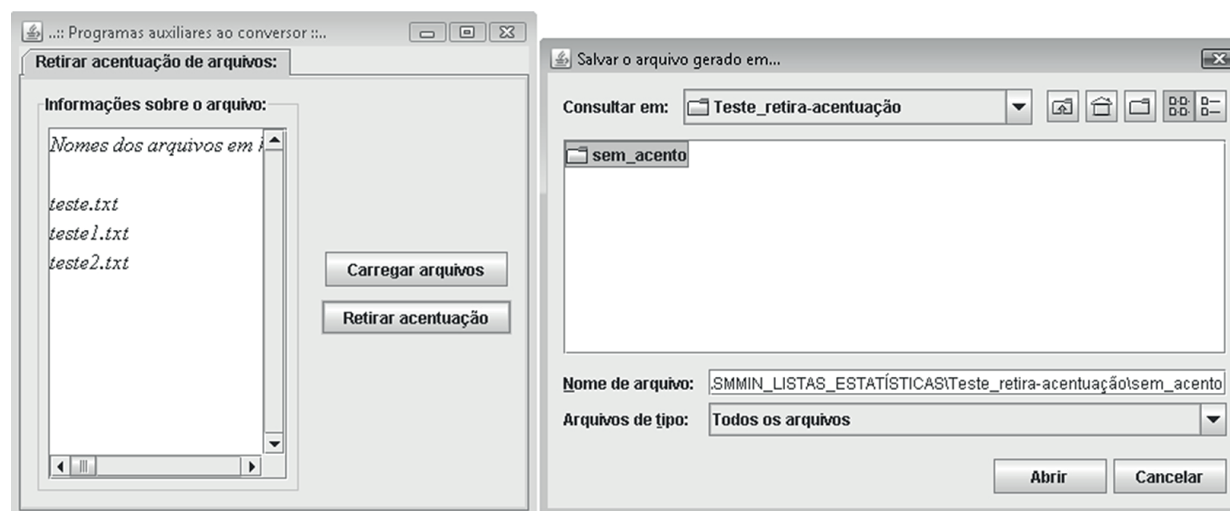 ..:: Programas auxiliares ao conversor ::..
Retirar acentuação de arquivos:
Informações sobre o arquivo:
Nomes dos arquivos em
teste.txt
teste1.txt
teste2.txt
Carregar arquivos
Retirar acentuação
Salvar o arquivo gerado em...
Consultar em: Teste_retira-acentuação
sem_acento
Nome de arquivo: .SMMIN_LISTAS_ESTATÍSTICAS\Teste_retira-acentuação\sem_acento
Arquivos de tipo: Todos os arquivos
Abrir Cancelar